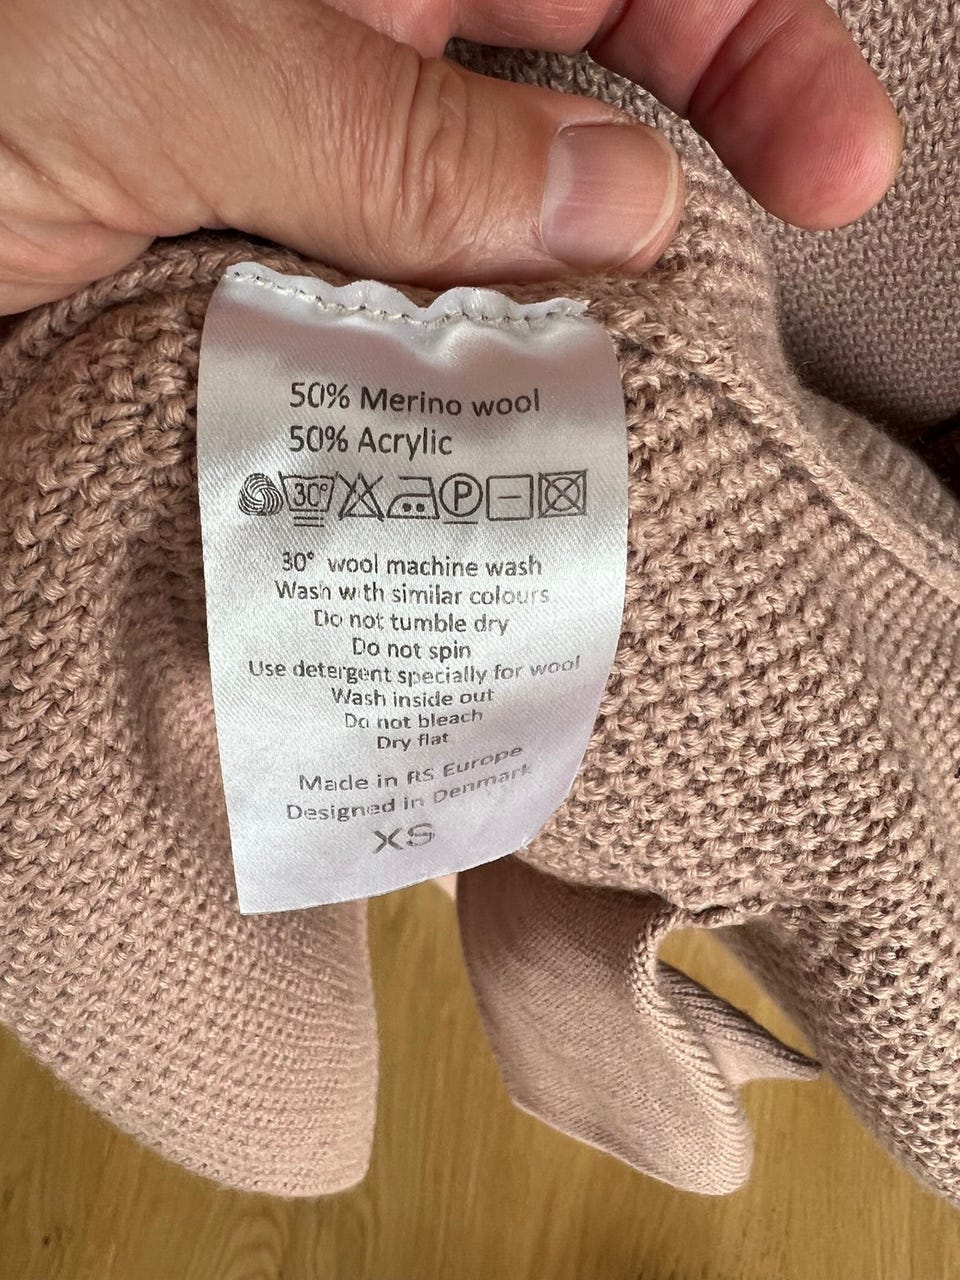 50% Merino wool
50% Acrylic
30° P
30° wool machine wash
Wash with similar colours
Do not tumble dry
Do not spin
Use detergent specially for wool
Wash inside out
Do not bleach
Dry flat
Made in RS Europe
Designed in Denmark
XS